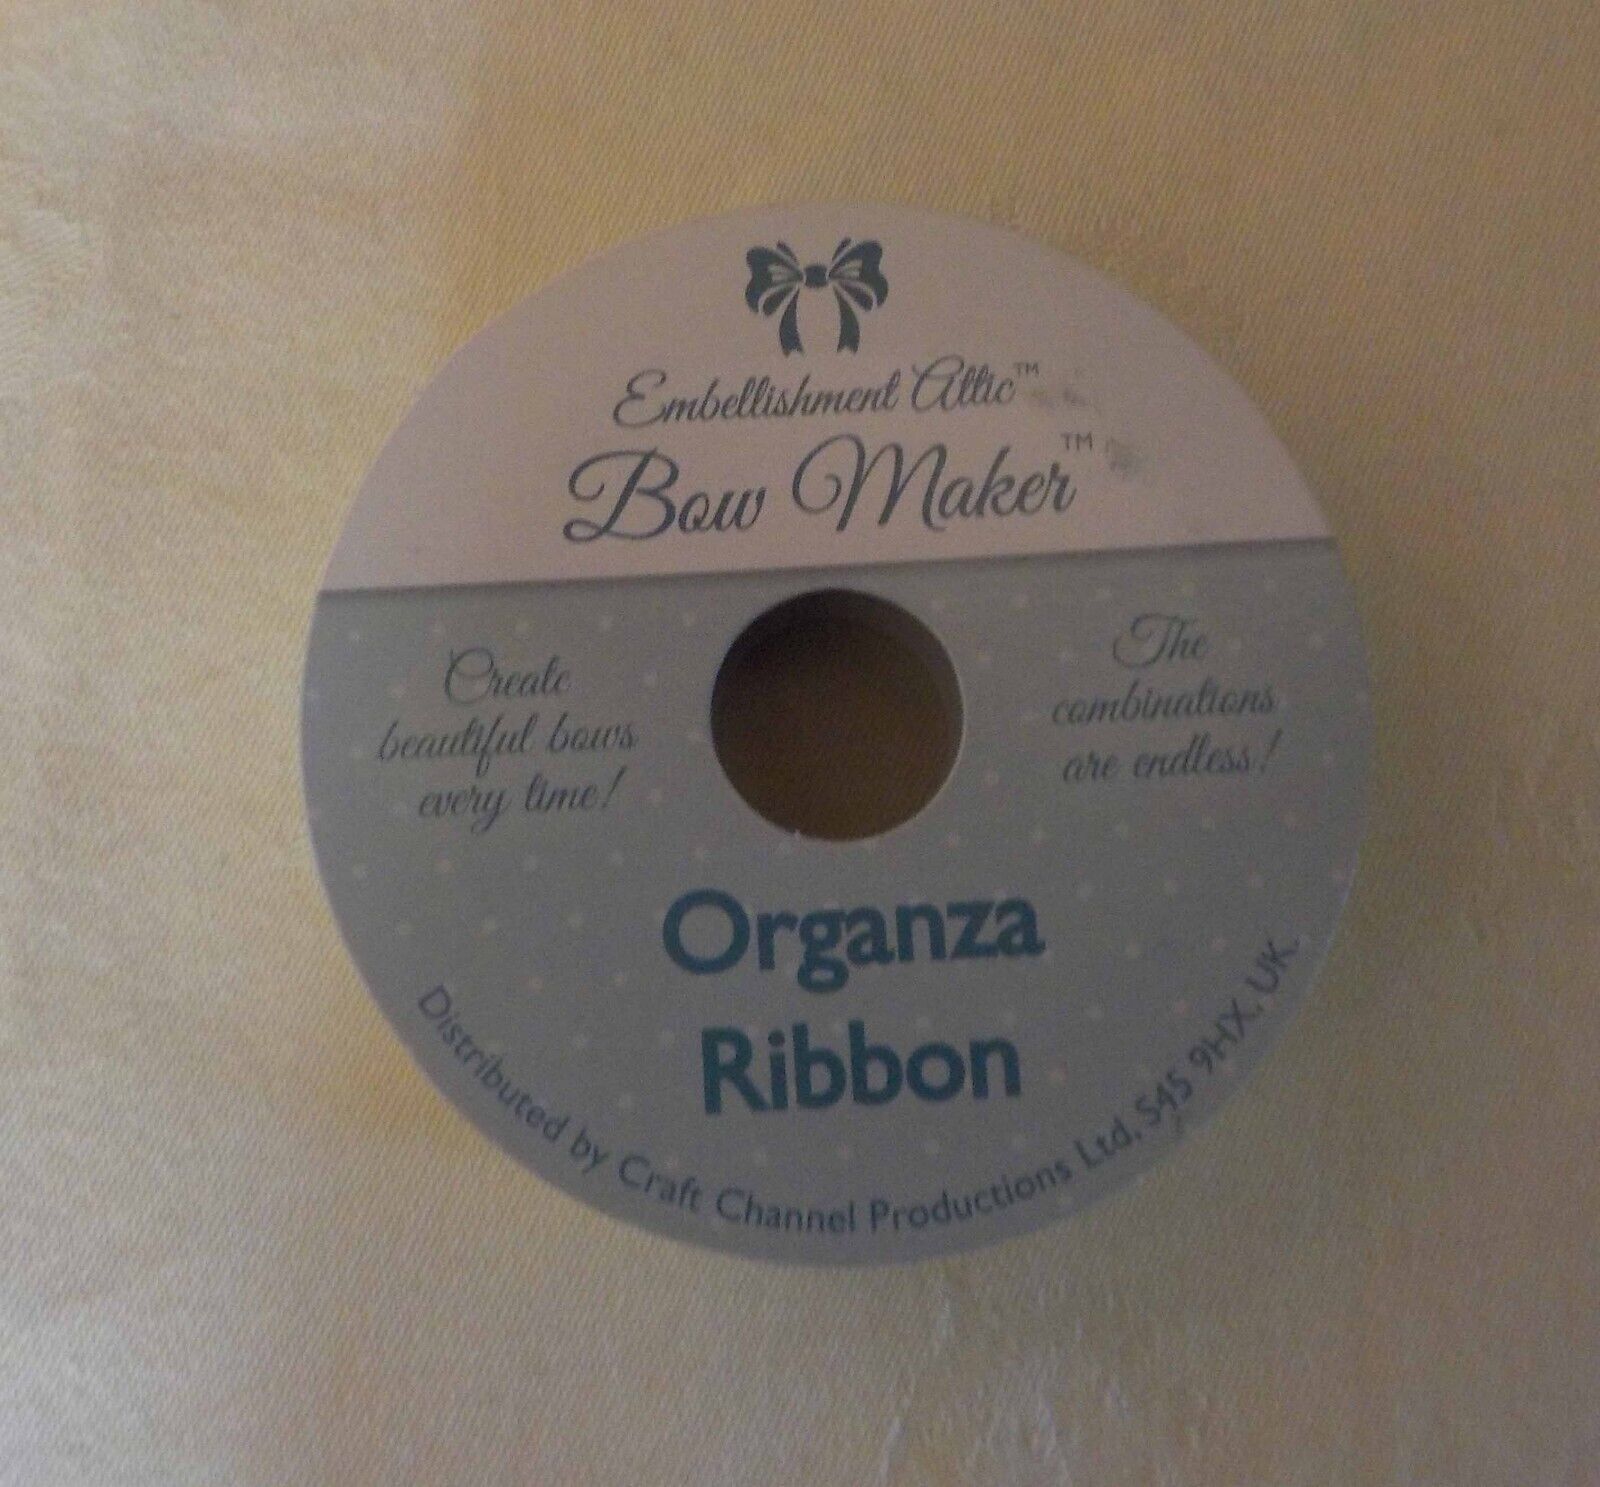 Embellishment Attic™
Bow Maker™
Create
beautiful bows
every time!
The
combinations
are endless!
Organza
Ribbon
Distributed by Craft Channel Productions Ltd, S45 9HX, UK.